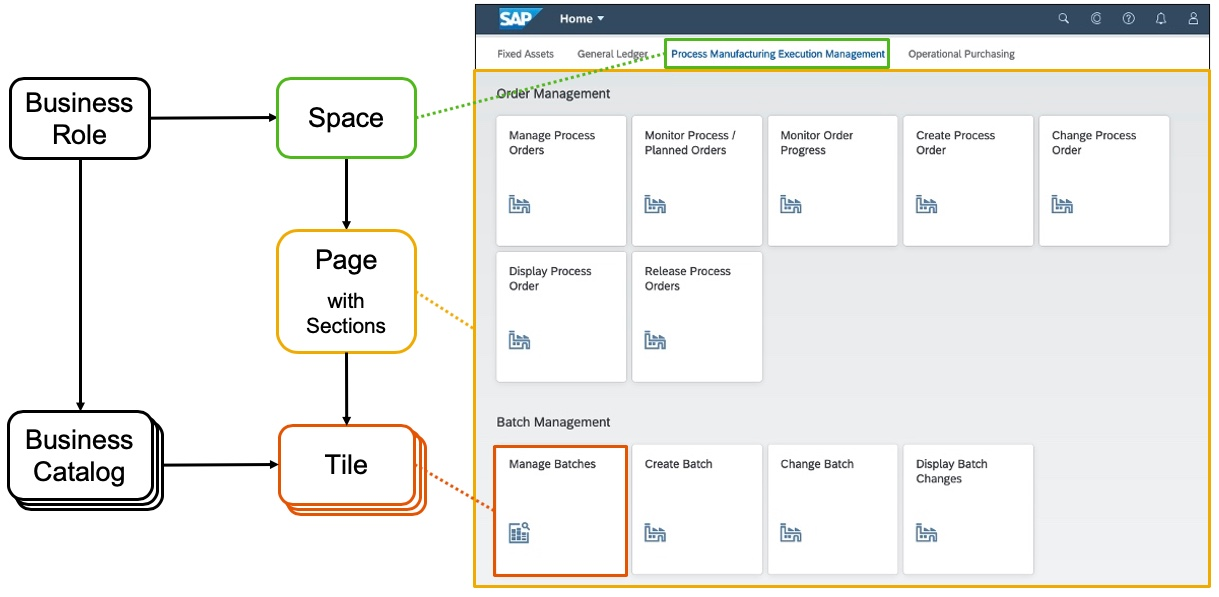 Business
Role
Space
Page
with
Sections
Business
Catalog
Tile
SAP
Home
Fixed Assets
General Ledger
Process Manufacturing Execution Management
Operational Purchasing
Order Management
Manage Process
Orders
Monitor Process /
Planned Orders
Monitor Order
Progress
Create Process
Order
Change Process
Order
Display Process
Order
Release Process
Orders
Batch Management
Manage Batches
Create Batch
Change Batch
Display Batch
Changes